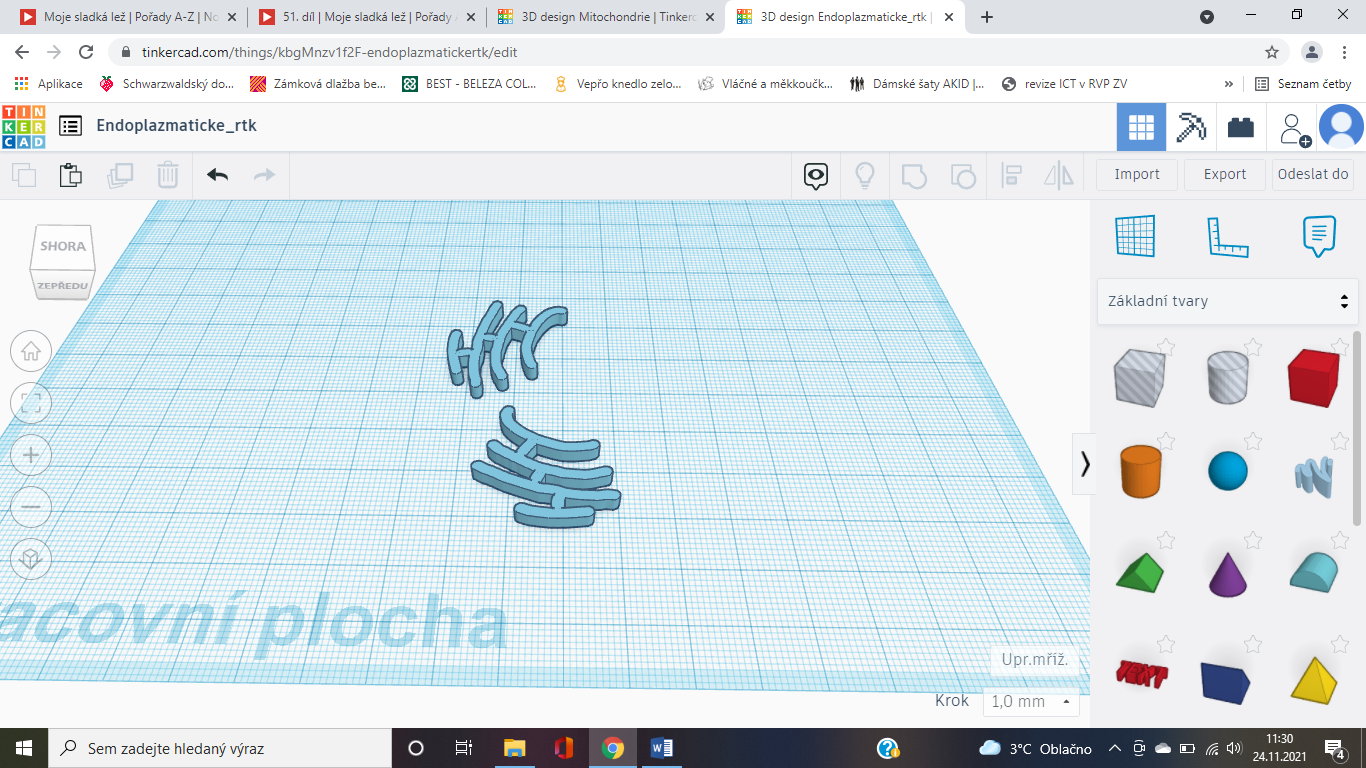 Moje sladká lež | Pořady A-Z | No
51. díl | Moje sladká lež | Pořady A
3D design Mitochondrie | Tinkerc
3D design Endoplazmaticke_rtk |
tinkercad.com/things/kbgMnzv1f2F-endoplazmatickertk/edit
Aplikace
Schwarzwaldský do...
Zámková dlažba be...
BEST - BELEZA COL...
Vepřo knedlo zelo...
Vláčné a měkkoučk...
Dámské šaty AKID |...
revize ICT v RVP ZV
»
Seznam četby
TIN
KER
CAD
Endoplazmaticke_rtk
Import
Export
Odeslat do
SHORA
ZEPŘEDU
Základní tvary
TEXT
acovní plocha
Upr.mříž.
Krok
1,0 mm
Sem zadejte hledaný výraz
3°C Oblačno
11:30
24.11.2021
4